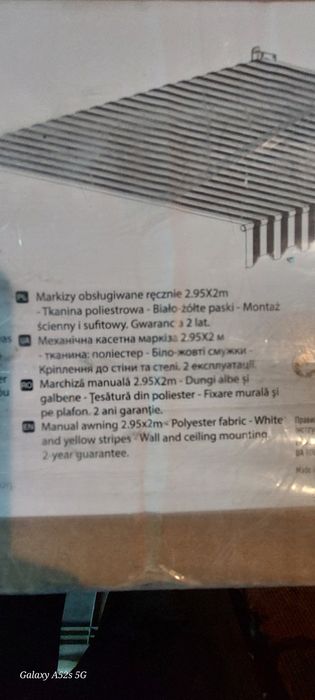 PL Markizy obsługiwane ręcznie 2.95X2m
- Tkanina poliestrowa - Biało-żółte paski - Montaż
ścienny i sufitowy. Gwaranc a 2 lat.
UA Механічна касетна маркіза 2.95X2 м
- тканина: поліестер - Біло-жовті смужки -
Кріплення до стіни та стелі. 2 експлуатації.
RO Marchiză manuală 2.95X2m - Dungi albe și
galbene - Țesătură din poliester - Fixare murală și
pe plafon. 2 ani garanție.
EN Manual awning 2.95x2m - Polyester fabric - White
and yellow stripes - Wall and ceiling mounting.
2-year guarantee.
Made
Galaxy A52s 5G